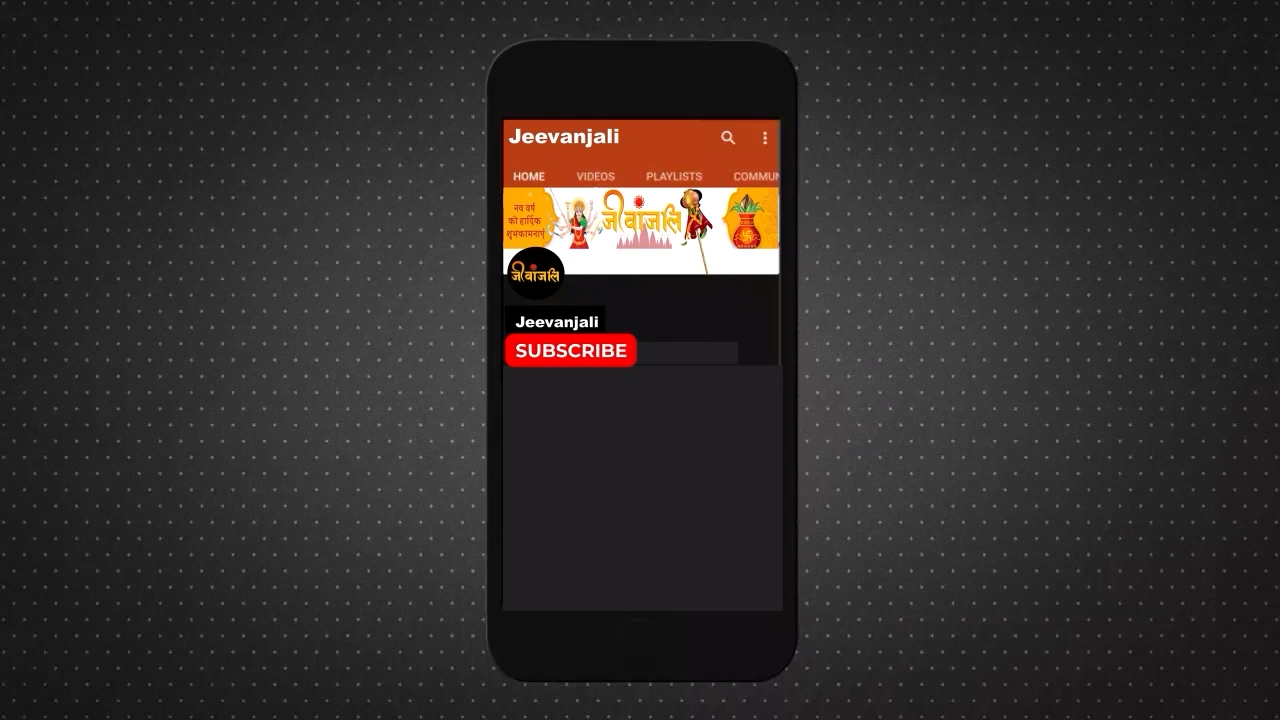 Jeevanjali
HOME VIDEOS PLAYLISTS COMMUN
नव वर्ष
की हार्दिक
शुभकामनाएं
जीवांजलि
जीवांजलि
Jeevanjali
SUBSCRIBE